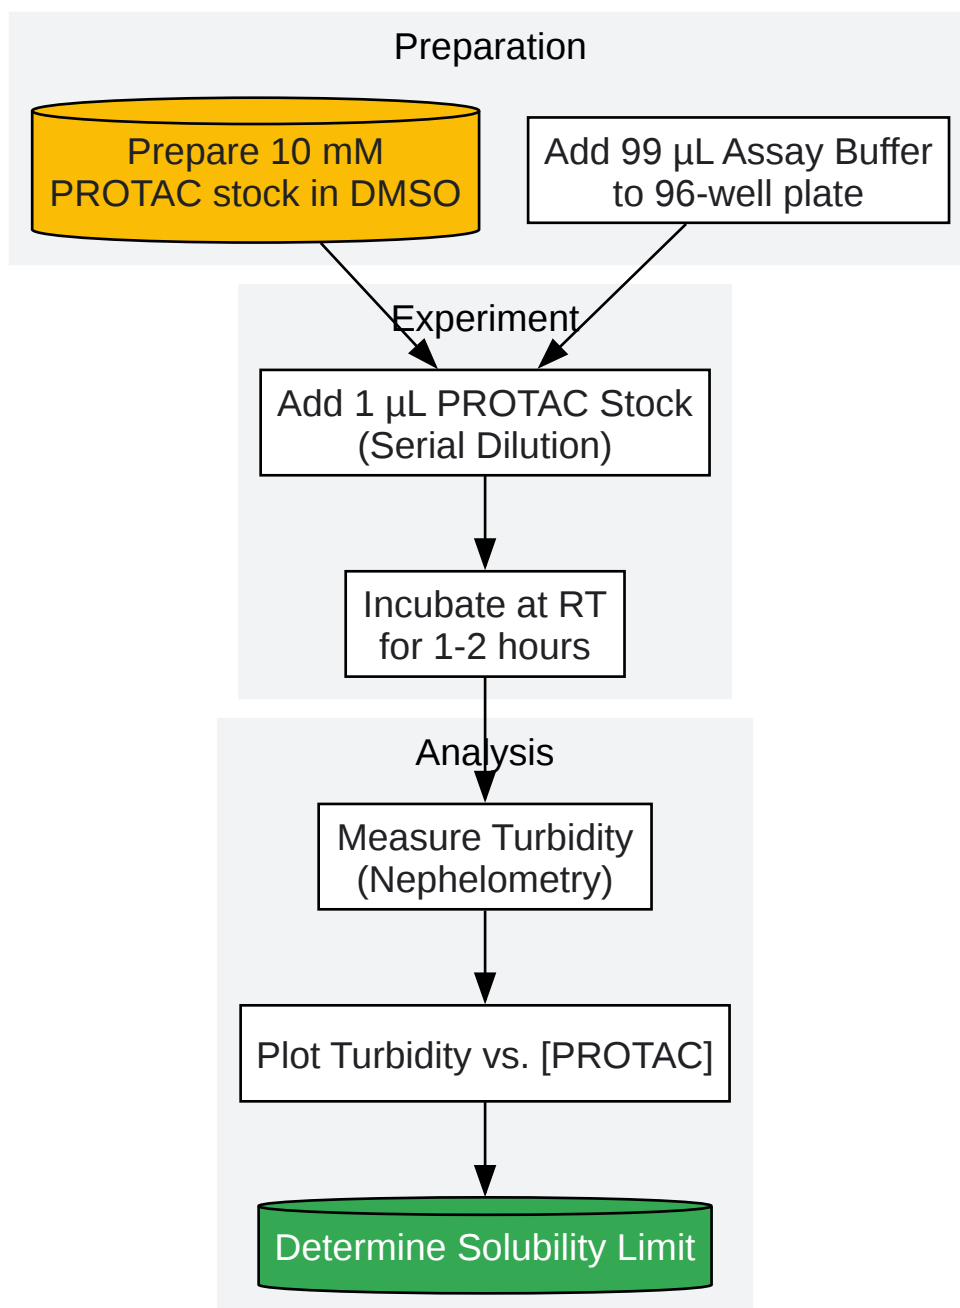 Preparation
Prepare 10 mM
PROTAC stock in DMSO
Add 99 µL Assay Buffer
to 96-well plate
Experiment
Add 1 µL PROTAC Stock
(Serial Dilution)
Incubate at RT
for 1-2 hours
Analysis
Measure Turbidity
(Nephelometry)
Plot Turbidity vs. [PROTAC]
Determine Solubility Limit